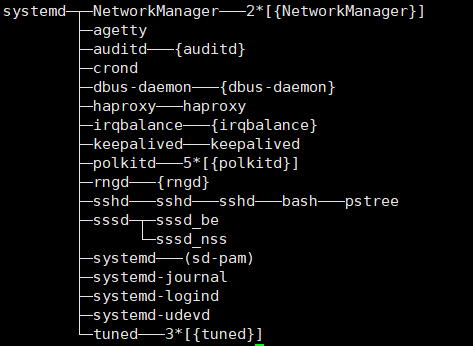 systemd─┬─NetworkManager───2*[{NetworkManager}]
        ├─agetty
        ├─auditd───{auditd}
        ├─crond
        ├─dbus-daemon───{dbus-daemon}
        ├─haproxy───haproxy
        ├─irqbalance───{irqbalance}
        ├─keepalived───keepalived
        ├─polkitd───5*[{polkitd}]
        ├─rngd───{rngd}
        ├─sshd───sshd───sshd───bash───pstree
        ├─sssd─┬─sssd_be
        │      └─sssd_nss
        ├─systemd───(sd-pam)
        ├─systemd-journal
        ├─systemd-logind
        ├─systemd-udevd
        └─tuned───3*[{tuned}]